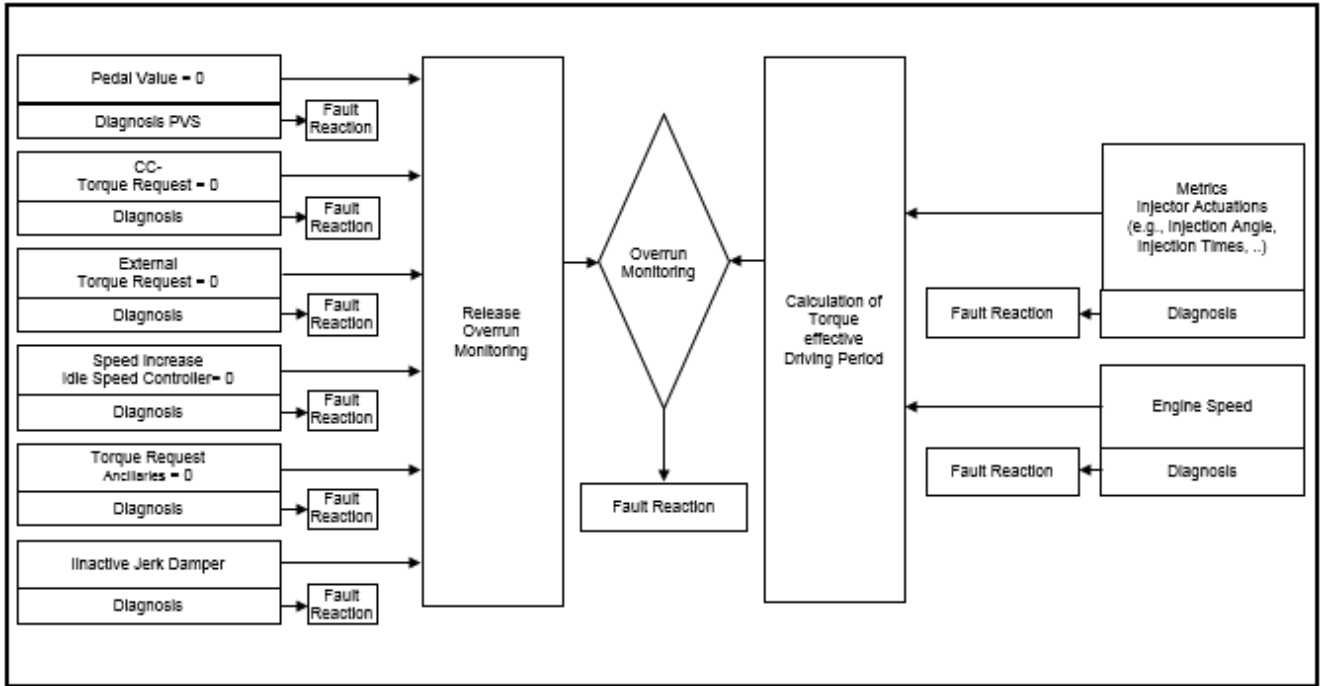 Pedal Value = 0
Diagnosis PVS
Fault
Reaction
CC-
Torque Request = 0
Diagnosis
Fault
Reaction
External
Torque Request = 0
Diagnosis
Fault
Reaction
Speed Increase
Idle Speed Controller= 0
Diagnosis
Fault
Reaction
Torque Request
Ancillaries = 0
Diagnosis
Fault
Reaction
IInactive Jerk Damper
Diagnosis
Fault
Reaction
Release
Overrun
Monitoring
Overrun
Monitoring
Fault Reaction
Calculation of
Torque
effective
Driving Period
Metrics
Injector Actuations
(e.g., Injection Angle,
Injection Times, ..)
Fault Reaction
Diagnosis
Engine Speed
Fault Reaction
Diagnosis